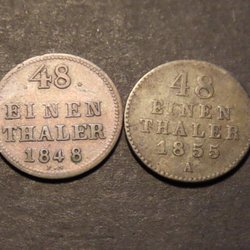 48
EINEN
THALER
1848
48
EINEN
THALER
1855
A